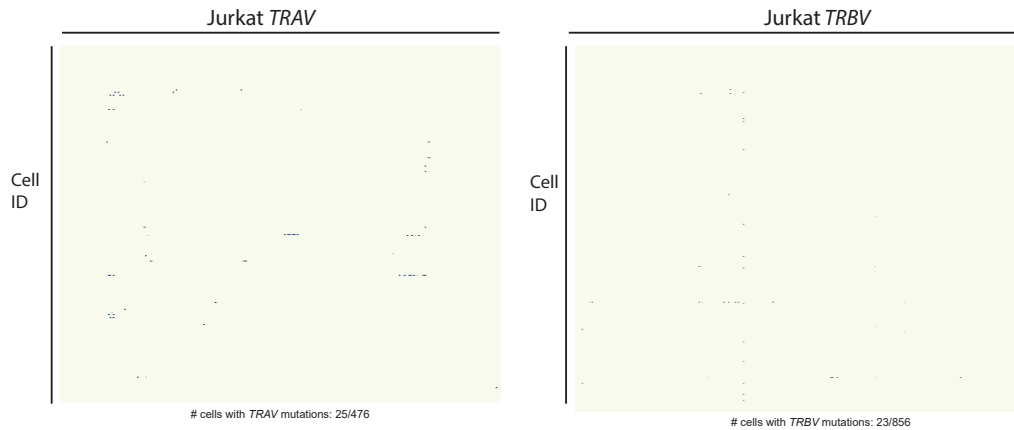 Jurkat TRAV
Cell
ID
# cells with TRAV mutations: 25/476
Jurkat TRBV
Cell
ID
# cells with TRBV mutations: 23/856